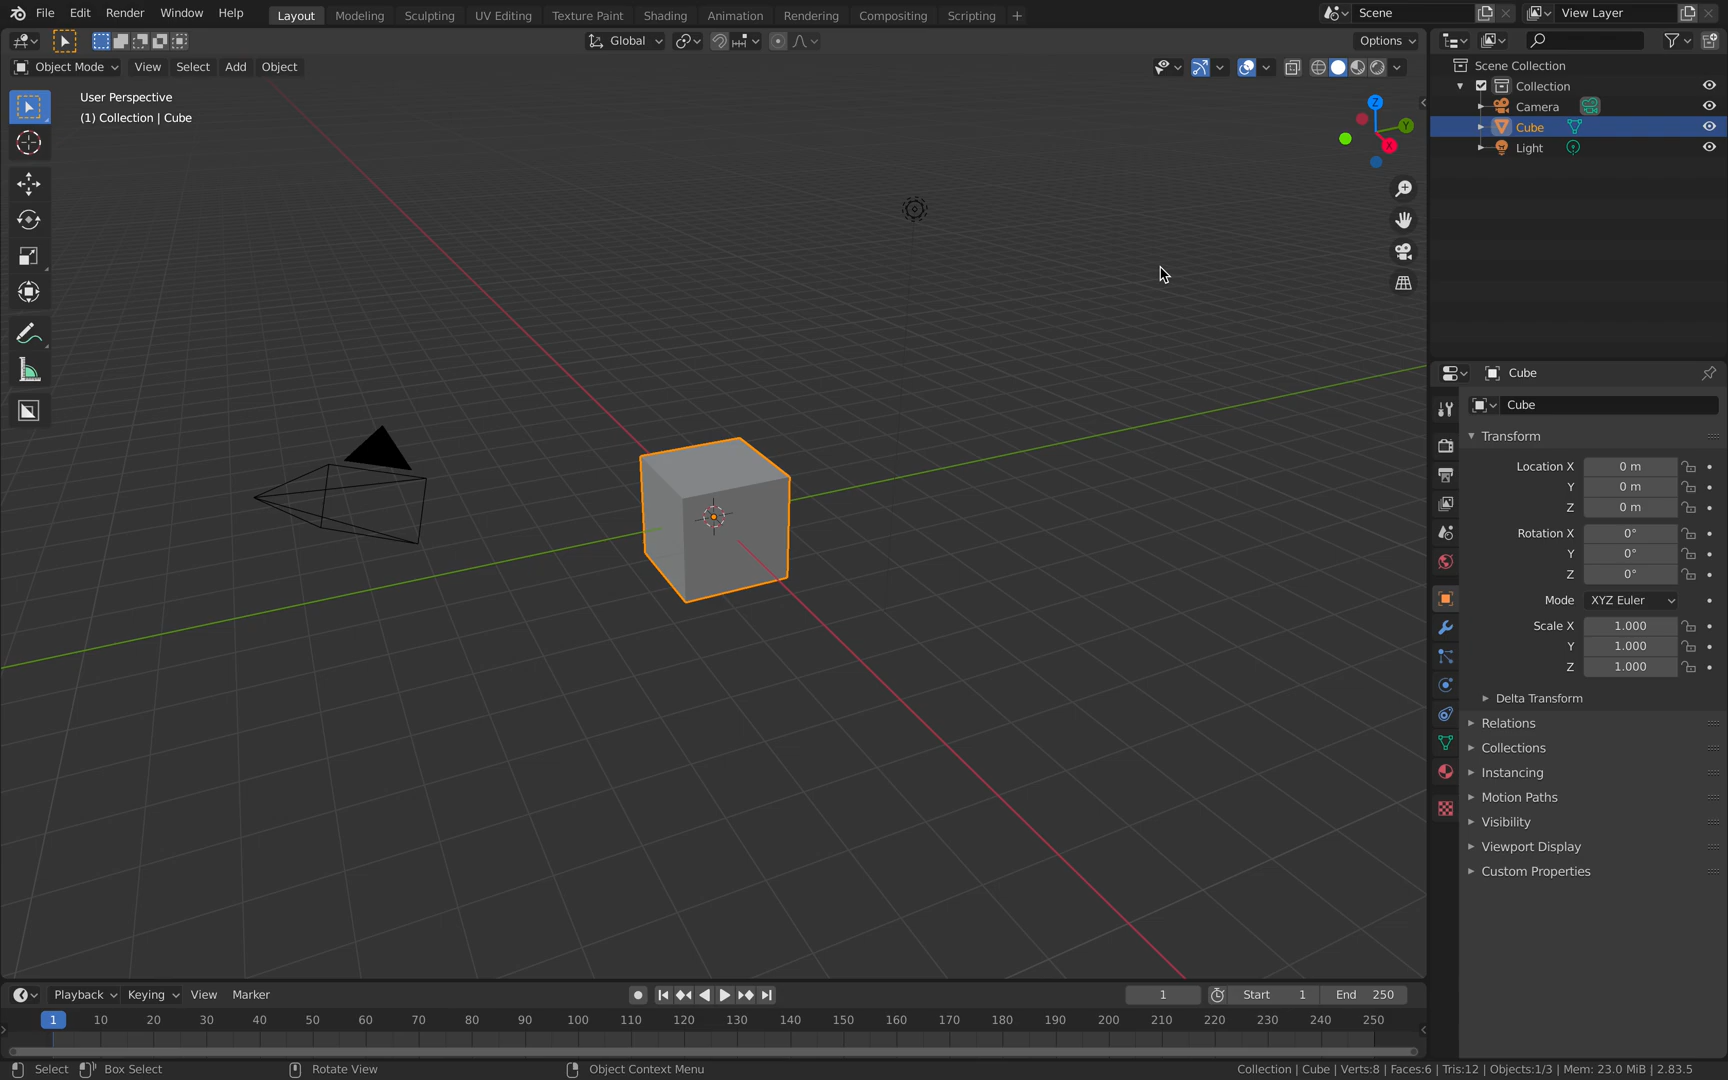 File Edit Render Window Help Layout Modeling Sculpting UV Editing Texture Paint Shading Animation Rendering Compositing Scripting + Scene View Layer
Global Options
Object Mode View Select Add Object
User Perspective
(1) Collection | Cube
Z
Y
X
Scene Collection
Collection
Camera
Cube
Light
Cube
Cube
Transform
Location X 0 m
Y 0 m
Z 0 m
Rotation X 0°
Y 0°
Z 0°
Mode XYZ Euler
Scale X 1.000
Y 1.000
Z 1.000
Delta Transform
Relations
Collections
Instancing
Motion Paths
Visibility
Viewport Display
Custom Properties
Playback Keying View Marker 1 Start 1 End 250
1 10 20 30 40 50 60 70 80 90 100 110 120 130 140 150 160 170 180 190 200 210 220 230 240 250
Select Box Select Rotate View Object Context Menu Collection | Cube | Verts:8 | Faces:6 | Tris:12 | Objects:1/3 | Mem: 23.0 MiB | 2.83.5